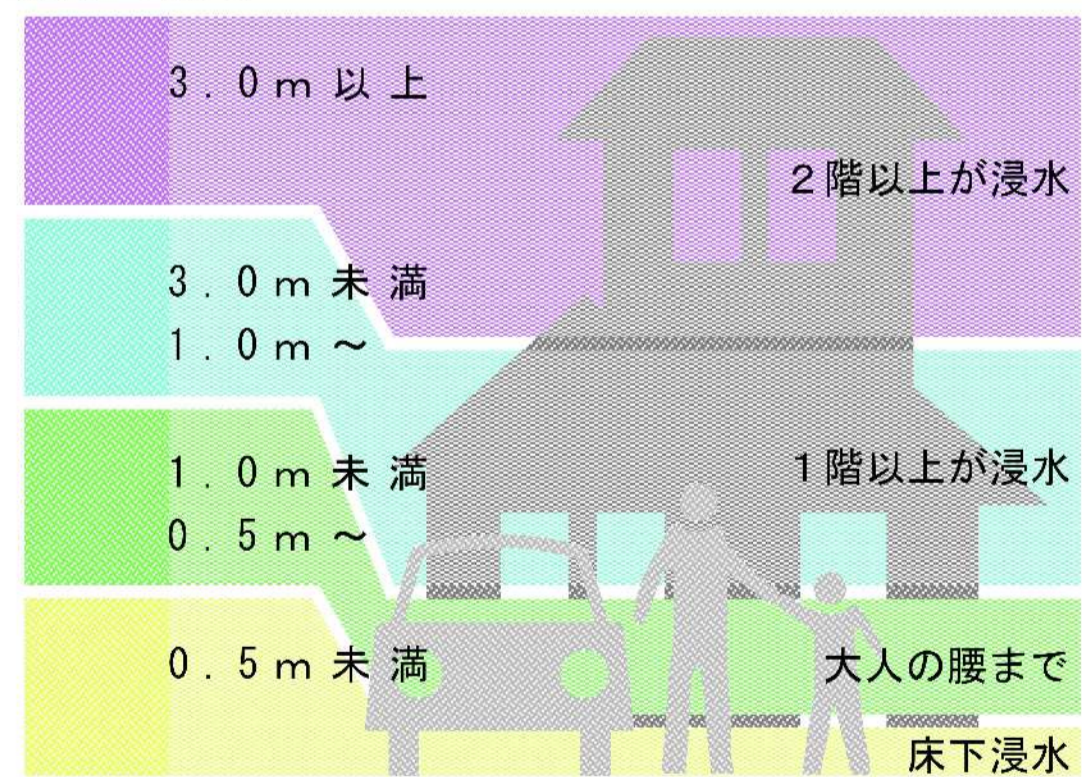 3.0m以上
2階以上が浸水
3.0m未満
1.0m～
1階以上が浸水
1.0m未満
0.5m～
大人の腰まで
0.5m未満
床下浸水